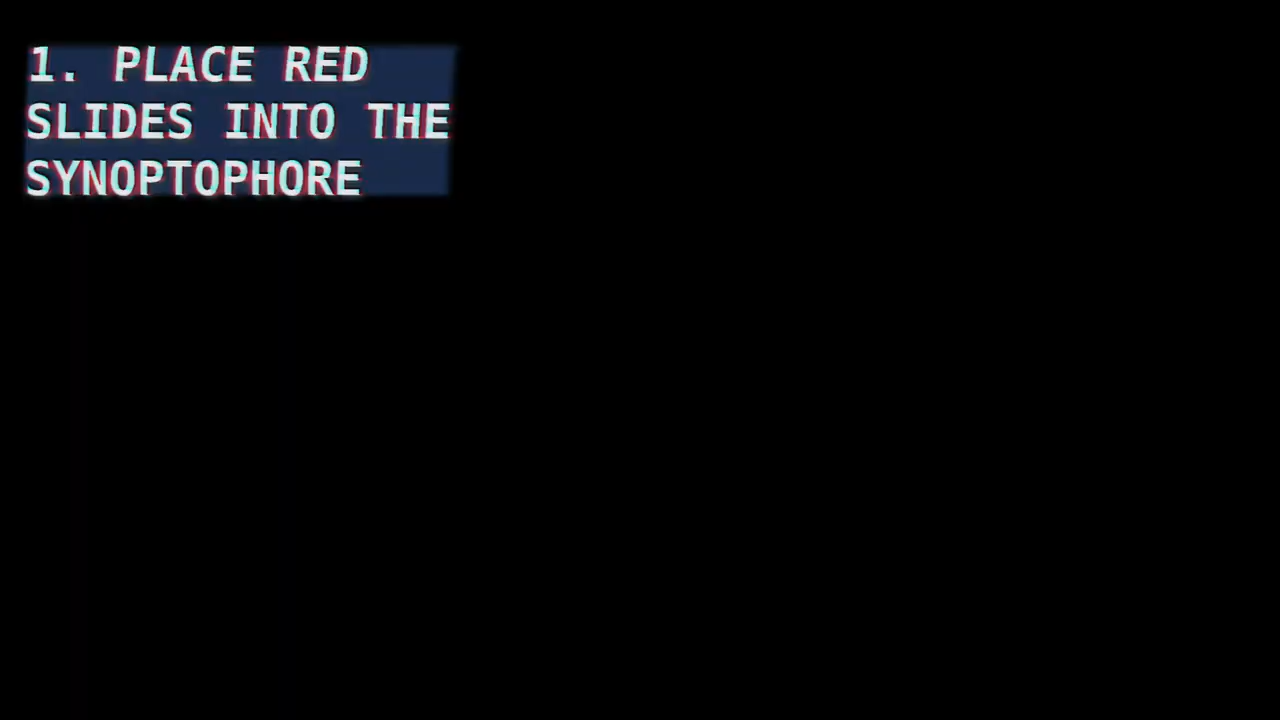 1. PLACE RED
SLIDES INTO THE
SYNOPTOPHORE